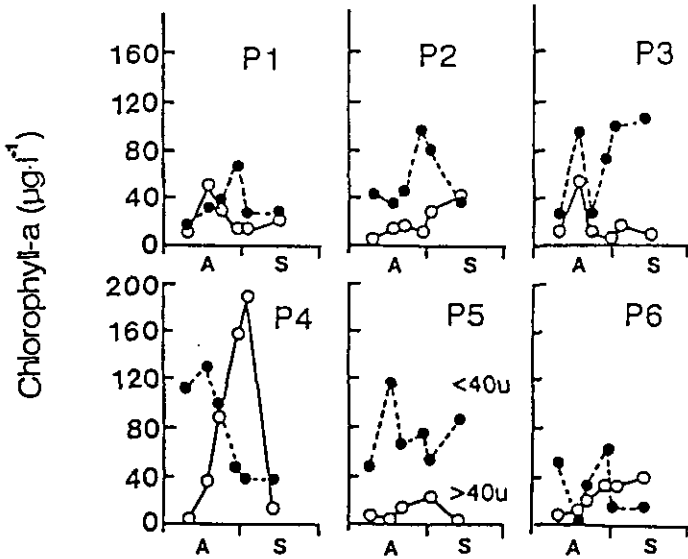 Chlorophyll-a (µg·l⁻¹)
160
120
80
40
0
P1
A S
P2
A S
P3
A S
200
160
120
80
40
0
P4
A S
P5
<40u
>40u
A S
P6
A S